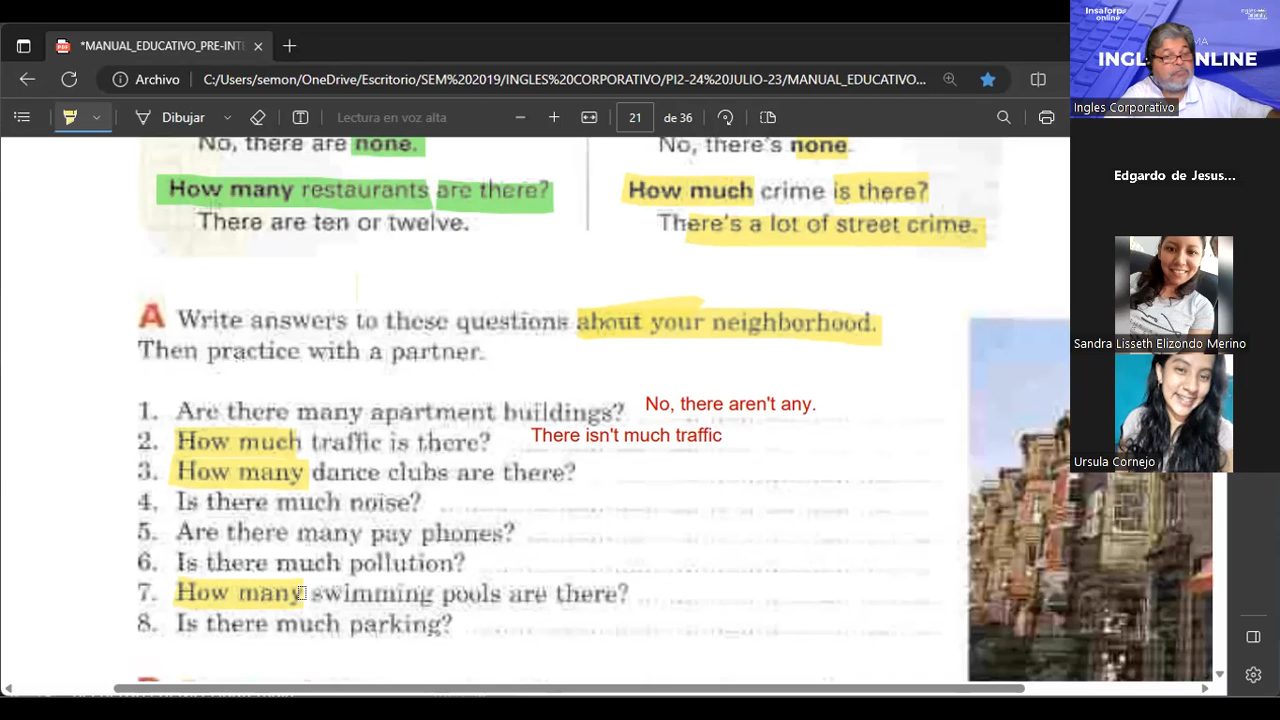 *MANUAL_EDUCATIVO_PRE-INT
Archivo
C:/Users/semon/OneDrive/Escritorio/SEM%202019/INGLES%20CORPORATIVO/PI2-24%20JULIO-23/MANUAL_EDUCATIVO...
Dibujar
Lectura en voz alta
21 de 36
No, there are none.
How many restaurants are there?
There are ten or twelve.
No, there's none.
How much crime is there?
There's a lot of street crime.
A Write answers to these questions about your neighborhood.
Then practice with a partner.
1. Are there many apartment buildings? No, there aren't any.
2. How much traffic is there? There isn't much traffic
3. How many dance clubs are there?
4. Is there much noise?
5. Are there many pay phones?
6. Is there much pollution?
7. How many swimming pools are there?
8. Is there much parking?
Insaforp
online
INGL ONLINE
Ingles Corporativo
Edgardo de Jesus...
Sandra Lisseth Elizondo Merino
Ursula Cornejo